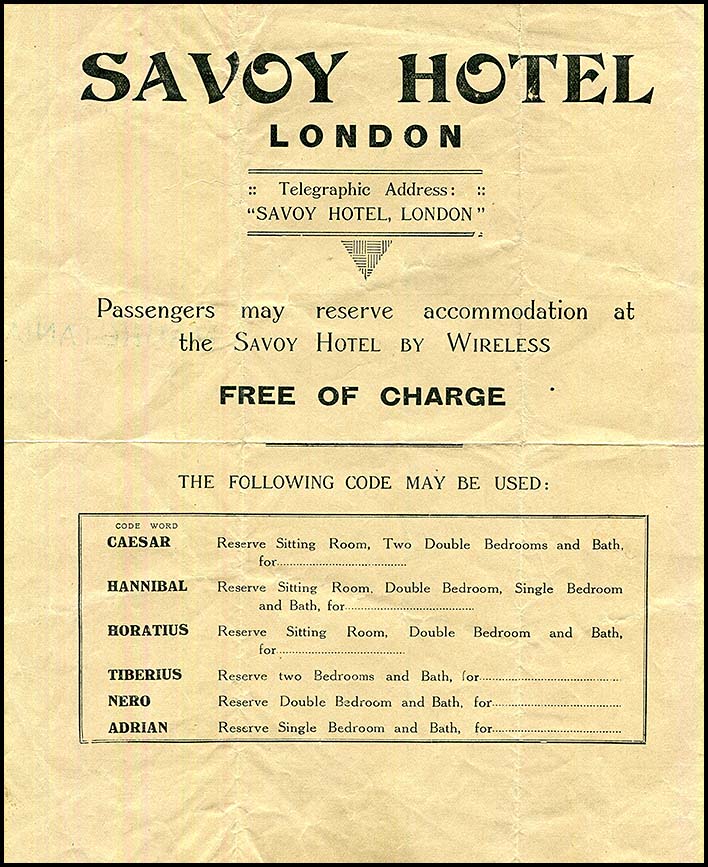 SAVOY HOTEL
LONDON
:: Telegraphic Address: ::
"SAVOY HOTEL, LONDON"
Passengers may reserve accommodation at
the SAVOY HOTEL BY WIRELESS
FREE OF CHARGE
THE FOLLOWING CODE MAY BE USED:
CODE WORD
CAESAR Reserve Sitting Room, Two Double Bedrooms and Bath,
for................................
HANNIBAL Reserve Sitting Room, Double Bedroom, Single Bedroom
and Bath, for................................
HORATIUS Reserve Sitting Room, Double Bedroom and Bath,
for................................
TIBERIUS Reserve two Bedrooms and Bath, for................................
NERO Reserve Double Bedroom and Bath, for................................
ADRIAN Reserve Single Bedroom and Bath, for................................